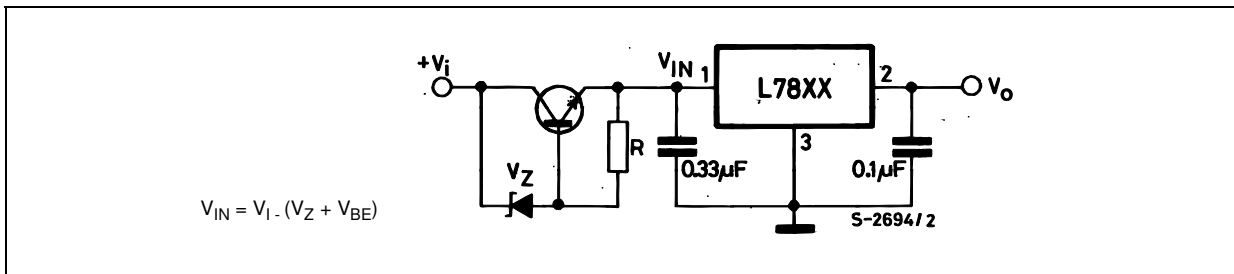 +Vi
VIN
1
L78XX
2
Vo
3
R
0.33µF
0.1µF
VZ
VIN = VI - (VZ + VBE)
S-2694/2